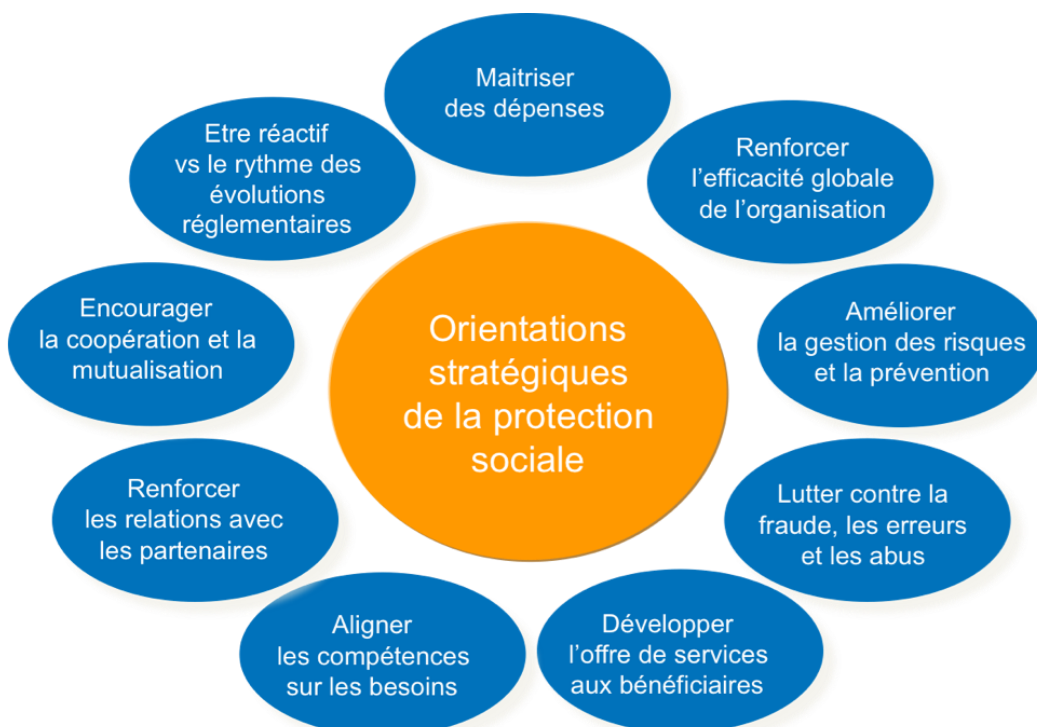 Maitriser
des dépenses
Renforcer
l’efficacité globale
de l’organisation
Améliorer
la gestion des risques
et la prévention
Lutter contre la
fraude, les erreurs
et les abus
Développer
l’offre de services
aux bénéficiaires
Aligner
les compétences
sur les besoins
Renforcer
les relations avec
les partenaires
Encourager
la coopération et la
mutualisation
Etre réactif
vs le rythme des
évolutions
réglementaires
Orientations
stratégiques
de la protection
sociale